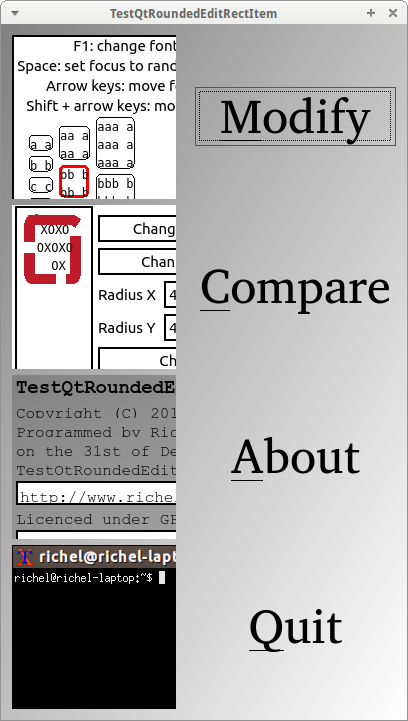 TestQtRoundedEditRectItem
F1: change font
Space: set focus to rand
Arrow keys: move f
Shift + arrow keys: mo
a a
aa a
aa a
aaa a
aaa a
aaa a
b b
bb b
bb b
bbb b
c c
Modify
XOXO
OXOXO
OX
Chang
Chan
Radius X 4
Radius Y 4
Ch
Compare
TestQtRoundedE
Copyright (C) 201
Programmed by Ric
on the 31st of De
TestQtRoundedEdit
http://www.richel
Licenced under GP
About
richel@richel-lapt
richel@richel-laptop:~$
Quit